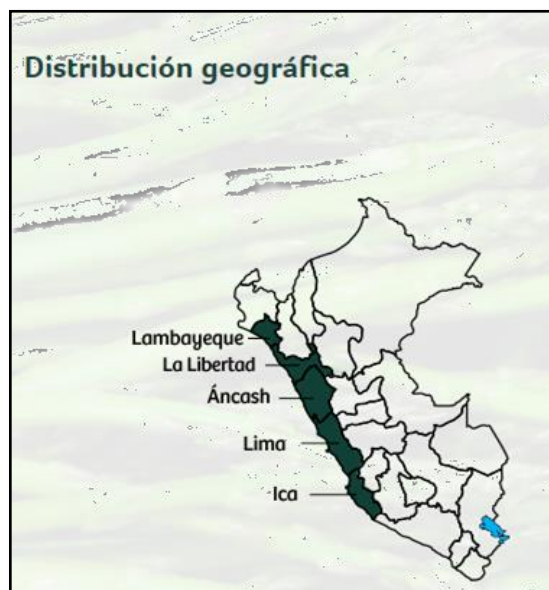 Distribución geográfica
Lambayeque
La Libertad
Áncash
Lima
Ica